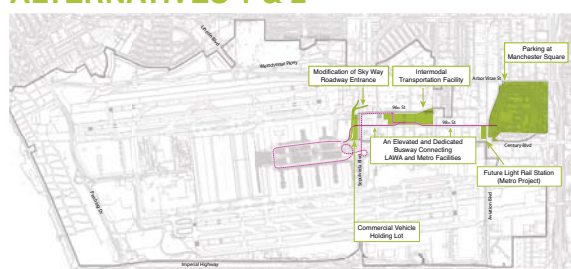 ALTERNATIVES 1 & 2
Lincoln Blvd
Westchester Pkwy
Parking at
Manchester Square
Modification of Sky Way
Roadway Entrance
Intermodal
Transportation Facility
Arbor Vitae St
96th St
98th St
An Elevated and Dedicated
Busway Connecting
LAWA and Metro Facilities
Century Blvd
Sepulveda Blvd
Future Light Rail Station
(Metro Project)
Pershing Dr
Aviation Blvd
Commercial Vehicle
Holding Lot
Imperial Highway